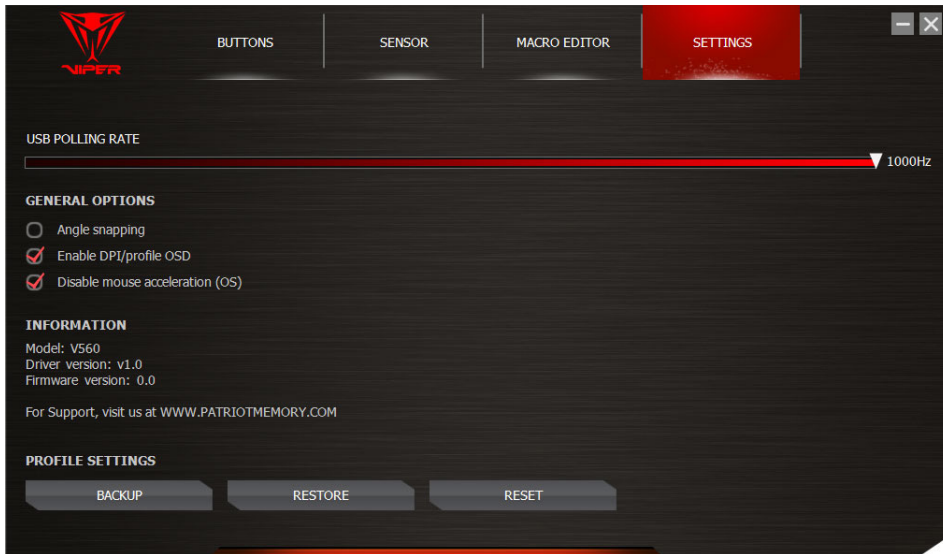 VIPER
BUTTONS
SENSOR
MACRO EDITOR
SETTINGS
USB POLLING RATE
1000Hz
GENERAL OPTIONS
Angle snapping
Enable DPI/profile OSD
Disable mouse acceleration (OS)
INFORMATION
Model: V560
Driver version: v1.0
Firmware version: 0.0
For Support, visit us at WWW.PATRIOTMEMORY.COM
PROFILE SETTINGS
BACKUP
RESTORE
RESET